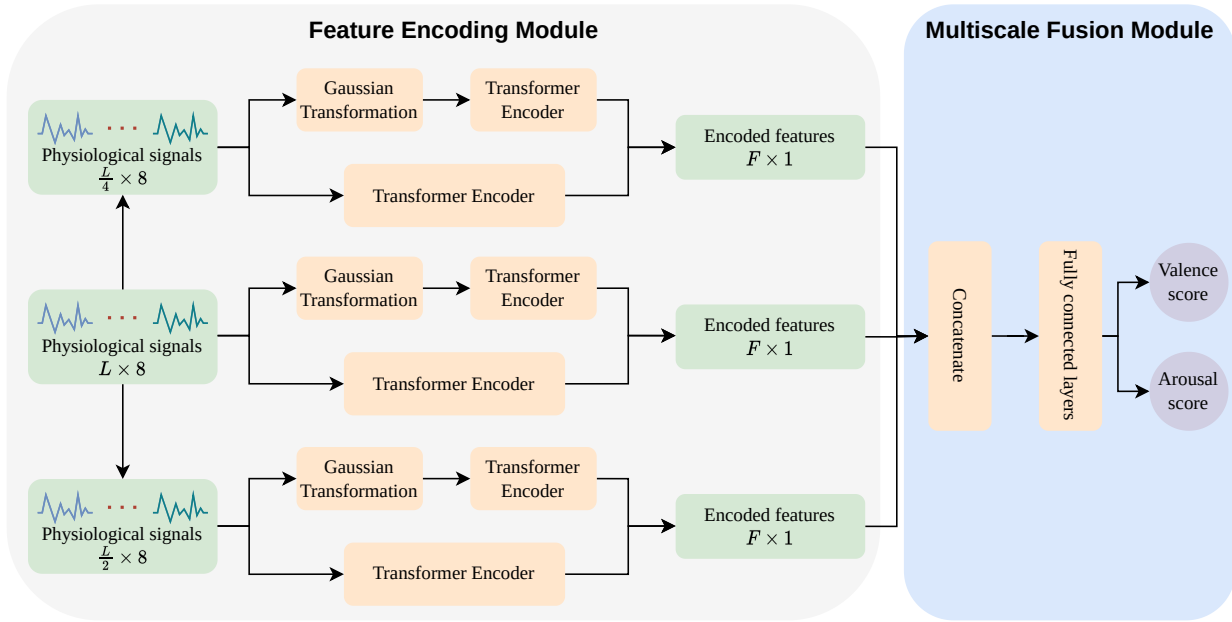 Feature Encoding Module
Multiscale Fusion Module
Physiological signals
L/4 × 8
Gaussian
Transformation
Transformer
Encoder
Transformer Encoder
Encoded features
F × 1
Physiological signals
L × 8
Gaussian
Transformation
Transformer
Encoder
Transformer Encoder
Encoded features
F × 1
Physiological signals
L/2 × 8
Gaussian
Transformation
Transformer
Encoder
Transformer Encoder
Encoded features
F × 1
Concatenate
Fully connected layers
Valence
score
Arousal
score